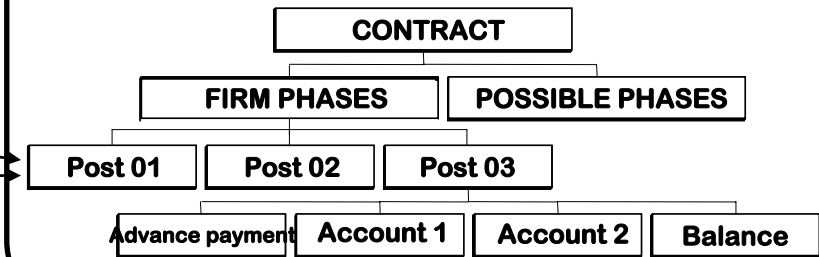 CONTRACT
FIRM PHASES
POSSIBLE PHASES
Post 01
Post 02
Post 03
Advance payment
Account 1
Account 2
Balance